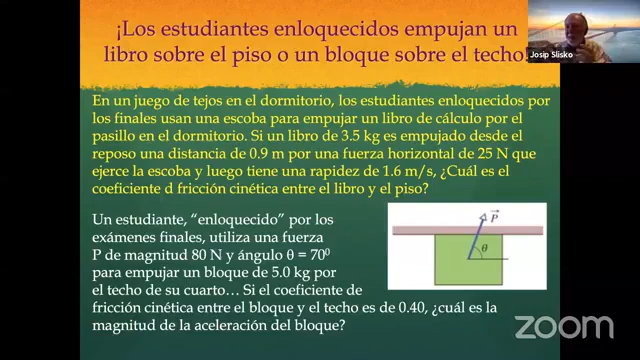 ¡Los estudiantes enloquecidos empujan un
libro sobre el piso o un bloque sobre el techo!
Josip Slisko
En un juego de tejos en el dormitorio, los estudiantes enloquecidos por
los finales usan una escoba para empujar un libro de cálculo por el
pasillo en el dormitorio. Si un libro de 3.5 kg es empujado desde el
reposo una distancia de 0.9 m por una fuerza horizontal de 25 N que
ejerce la escoba y luego tiene una rapidez de 1.6 m/s, ¿Cuál es el
coeficiente d fricción cinética entre el libro y el piso?
Un estudiante, “enloquecido” por los
exámenes finales, utiliza una fuerza
P de magnitud 80 N y ángulo θ = 70⁰
para empujar un bloque de 5.0 kg por
el techo de su cuarto… Si el coeficiente de
fricción cinética entre el bloque y el techo es de 0.40, ¿cuál es la
magnitud de la aceleración del bloque?
P
θ
zoom